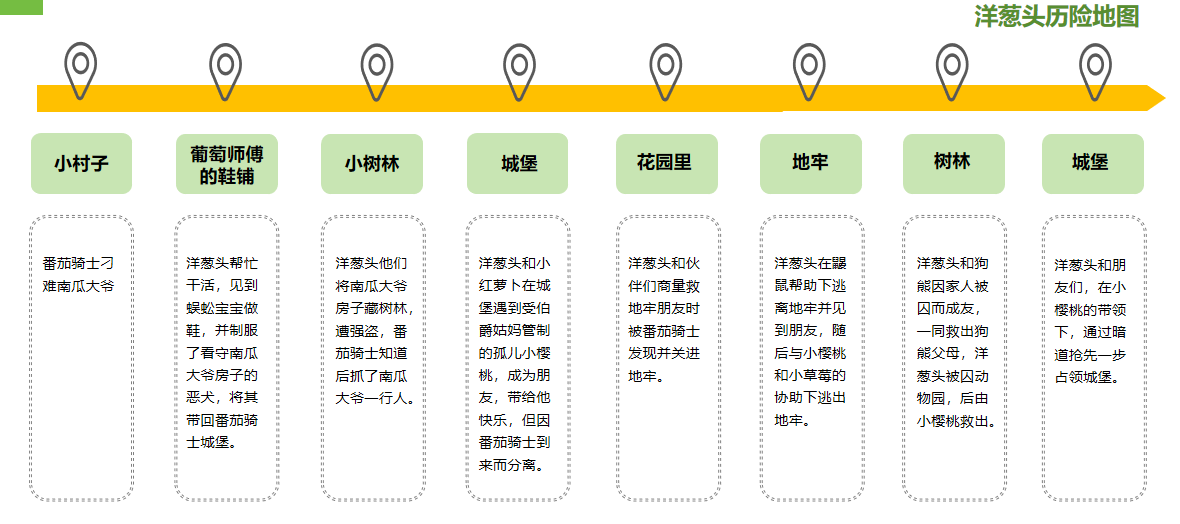 洋葱头历险地图
小村子
葡萄师傅
的鞋铺
小树林
城堡
花园里
地牢
树林
城堡
番茄骑士刁
难南瓜大爷
洋葱头帮忙
干活，见到
蜈蚣宝宝做
鞋，并制服
了看守南瓜
大爷房子的
恶犬，将其
带回番茄骑
士城堡。
洋葱头他们
将南瓜大爷
房子藏树林，
遭强盗，番
茄骑士知道
后抓了南瓜
大爷一行人。
洋葱头和小
红萝卜在城
堡遇到受伯
爵姑妈管制
的孤儿小樱
桃，成为朋
友，带给他
快乐，但因
番茄骑士到
来而分离。
洋葱头和伙
伴们商量救
地牢朋友时
被番茄骑士
发现并关进
地牢。
洋葱头在鼹
鼠帮助下逃
离地牢并见
到朋友，随
后与小樱桃
和小草莓的
协助下逃出
地牢。
洋葱头和狗
熊因家人被
囚而成友，
一同救出狗
熊父母，洋
葱头被囚动
物园，后由
小樱桃救出。
洋葱头和朋
友们，在小
樱桃的带领
下，通过暗
道抢先一步
占领城堡。